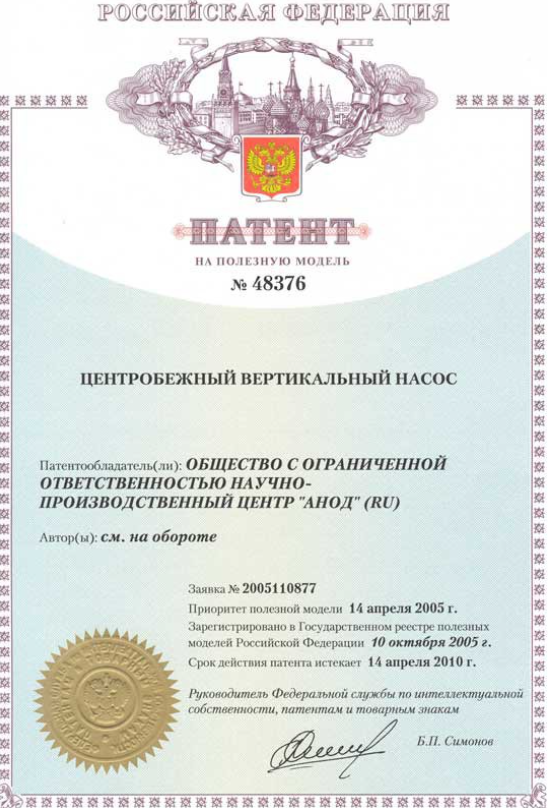 РОССИЙСКАЯ ФЕДЕРАЦИЯ
ПАТЕНТ
НА ПОЛЕЗНУЮ МОДЕЛЬ
№ 48376
ЦЕНТРОБЕЖНЫЙ ВЕРТИКАЛЬНЫЙ НАСОС
Патентообладатель(ли): ОБЩЕСТВО С ОГРАНИЧЕННОЙ
ОТВЕТСТВЕННОСТЬЮ НАУЧНО-
ПРОИЗВОДСТВЕННЫЙ ЦЕНТР "АНОД" (RU)
Автор(ы): см. на обороте
Заявка № 2005110877
Приоритет полезной модели 14 апреля 2005 г.
Зарегистрировано в Государственном реестре полезных
моделей Российской Федерации 10 октября 2005 г.
Срок действия патента истекает 14 апреля 2010 г.
Руководитель Федеральной службы по интеллектуальной
собственности, патентам и товарным знакам
Б.П. Симонов